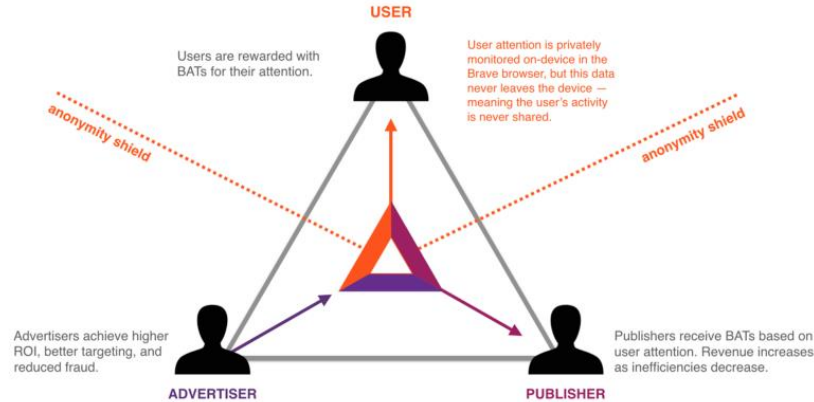 USER
Users are rewarded with
BATs for their attention.
User attention is privately
monitored on-device in the
Brave browser, but this data
never leaves the device —
meaning the user's activity
is never shared.
anonymity shield
anonymity shield
Advertisers achieve higher
ROI, better targeting, and
reduced fraud.
Publishers receive BATs based on
user attention. Revenue increases
as inefficiencies decrease.
ADVERTISER
PUBLISHER